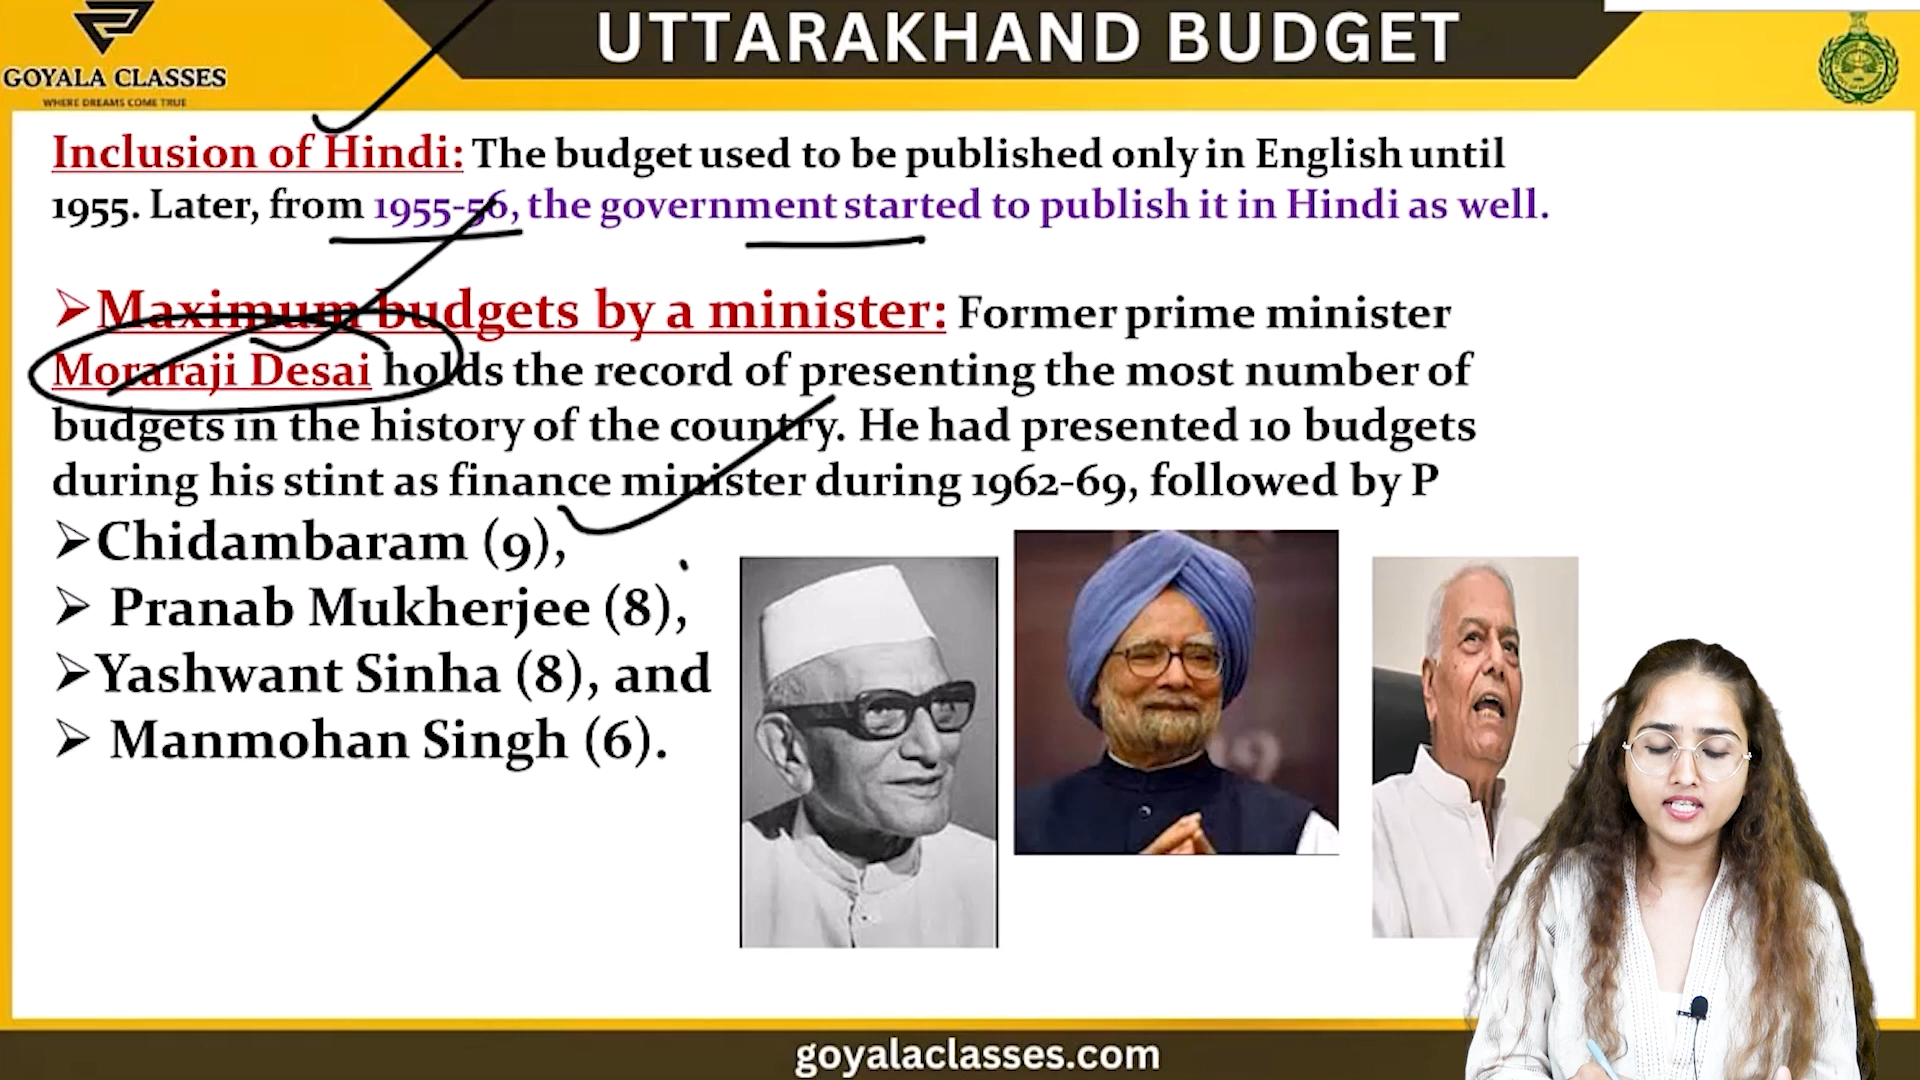 UTTARAKHAND BUDGET
GOYALA CLASSES
WHERE DREAMS COME TRUE
Inclusion of Hindi: The budget used to be published only in English until
1955. Later, from 1955-56, the government started to publish it in Hindi as well.
➢Maximum budgets by a minister: Former prime minister
Moraraji Desai holds the record of presenting the most number of
budgets in the history of the country. He had presented 10 budgets
during his stint as finance minister during 1962-69, followed by P
➢Chidambaram (9),
➢ Pranab Mukherjee (8),
➢Yashwant Sinha (8), and
➢ Manmohan Singh (6).
goyalaclasses.com